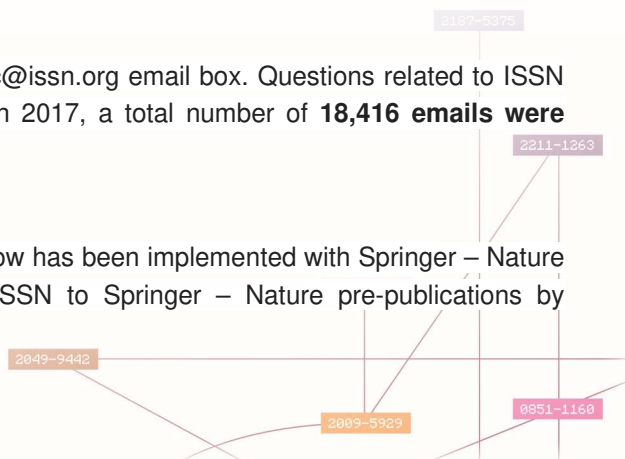 2187-5375
@issn.org email box. Questions related to ISSN
2017, a total number of 18,416 emails were
2211-1263
has been implemented with Springer – Nature
ISSN to Springer – Nature pre-publications by
2049-9442
2009-5929
0851-1160